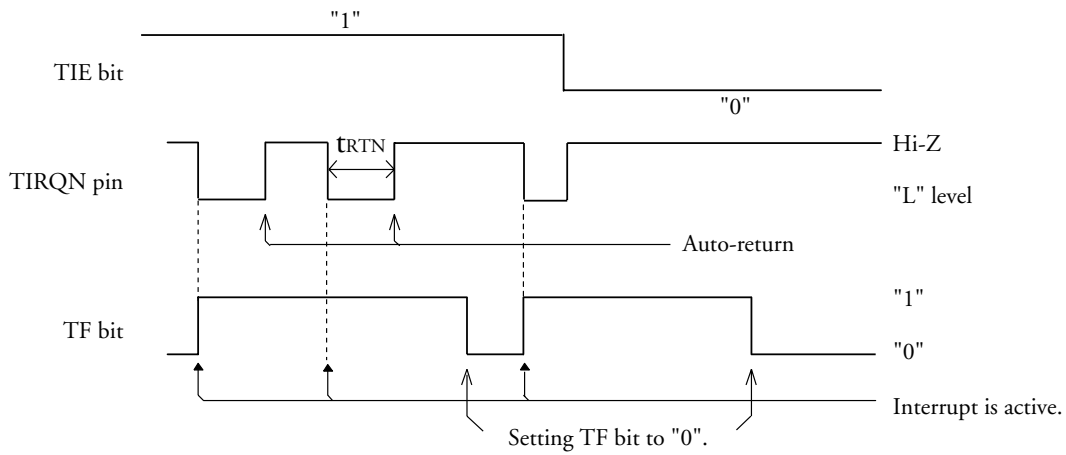 "1"
TIE bit
"0"
tRTN
Hi-Z
TIRQN pin
"L" level
Auto-return
"1"
TF bit
"0"
Interrupt is active.
Setting TF bit to "0".